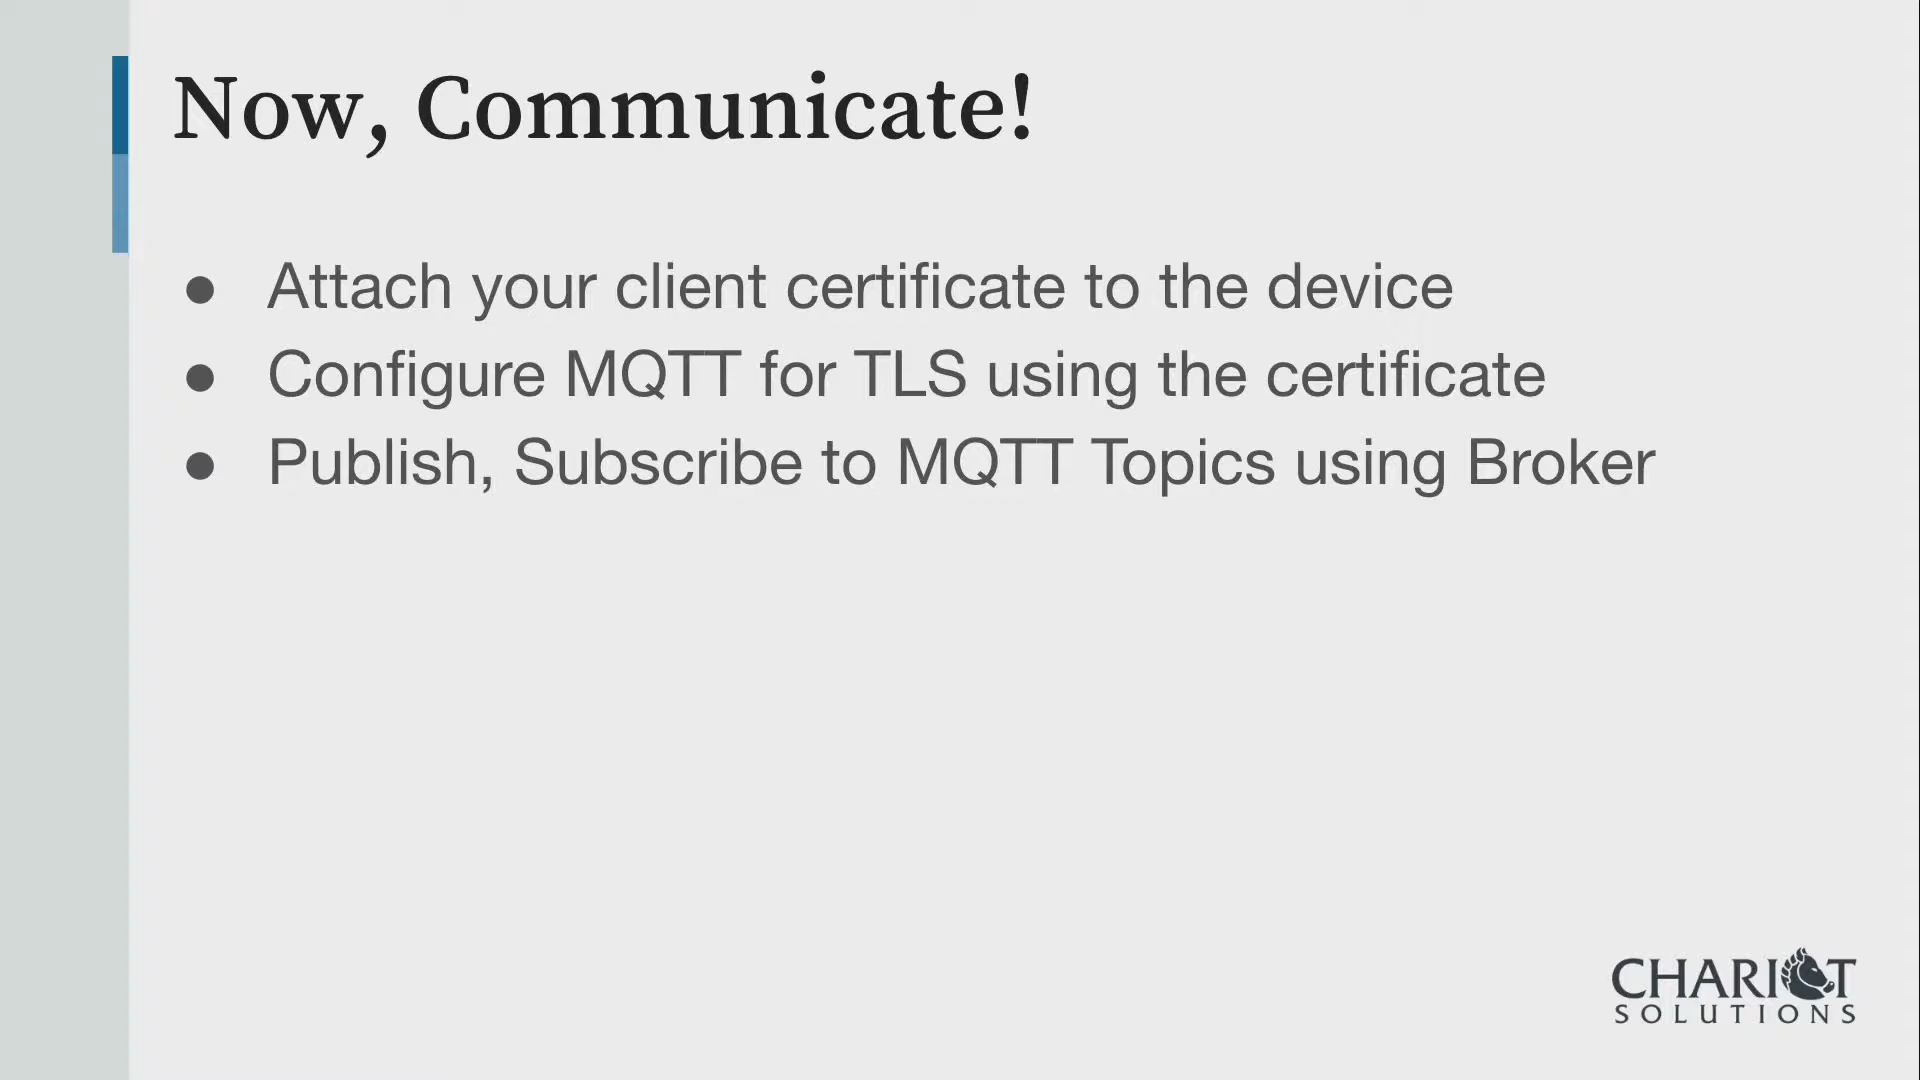 Now, Communicate!
● Attach your client certificate to the device
● Configure MQTT for TLS using the certificate
● Publish, Subscribe to MQTT Topics using Broker
CHARIOT
SOLUTIONS